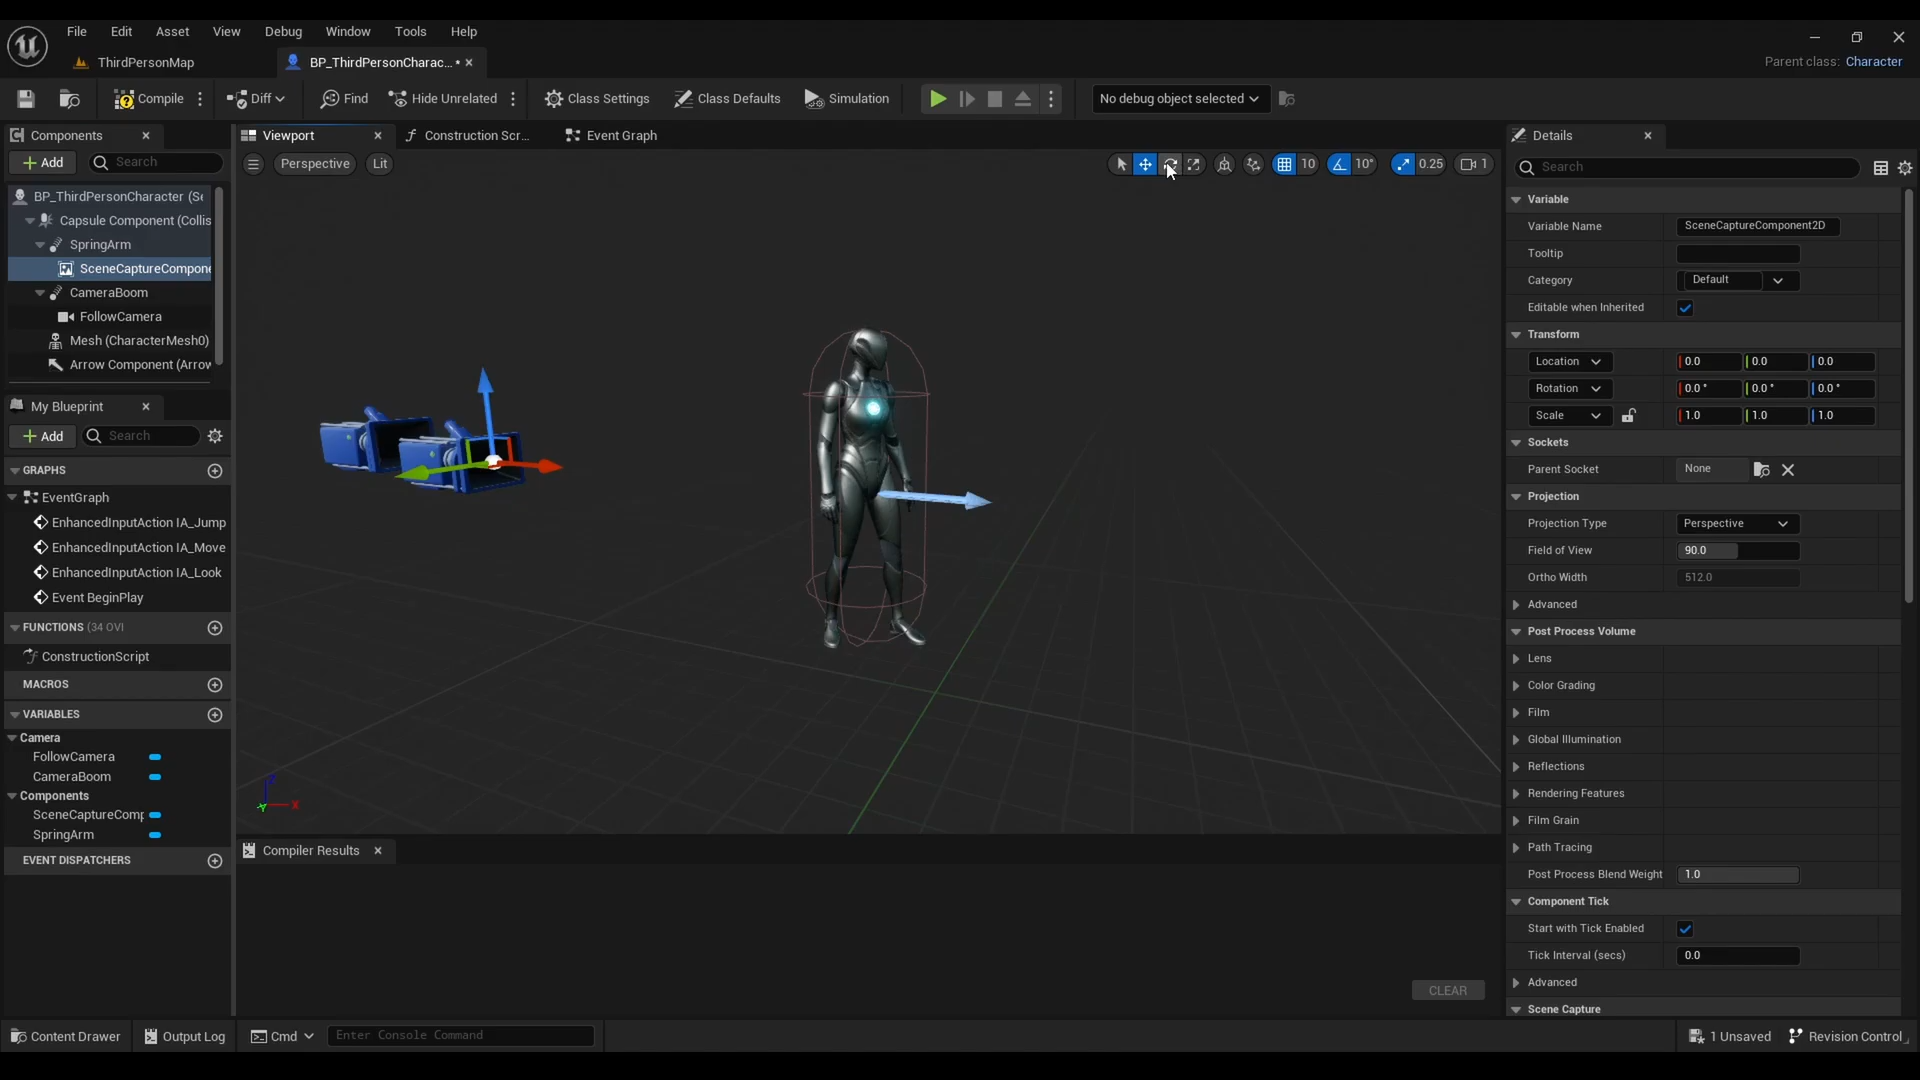 File Edit Asset View Debug Window Tools Help
ThirdPersonMap BP_ThirdPersonCharac... •
Parent class: Character
Compile Diff Find Hide Unrelated Class Settings Class Defaults Simulation No debug object selected
Components
Add Search
BP_ThirdPersonCharacter (Se
Capsule Component (Collis
SpringArm
SceneCaptureCompone
CameraBoom
FollowCamera
Mesh (CharacterMesh0)
Arrow Component (Arrow
My Blueprint
Add Search
GRAPHS
EventGraph
EnhancedInputAction IA_Jump
EnhancedInputAction IA_Move
EnhancedInputAction IA_Look
Event BeginPlay
FUNCTIONS (34 OVI
ConstructionScript
MACROS
VARIABLES
Camera
FollowCamera
CameraBoom
Components
SceneCaptureComp
SpringArm
EVENT DISPATCHERS
Viewport Construction Scr... Event Graph
Perspective Lit 10 10° 0.25 1
Z
X
Y
Compiler Results
CLEAR
Details
Search
Variable
Variable Name SceneCaptureComponent2D
Tooltip
Category Default
Editable when Inherited
Transform
Location 0.0 0.0 0.0
Rotation 0.0 ° 0.0 ° 0.0 °
Scale 1.0 1.0 1.0
Sockets
Parent Socket None
Projection
Projection Type Perspective
Field of View 90.0
Ortho Width 512.0
Advanced
Post Process Volume
Lens
Color Grading
Film
Global Illumination
Reflections
Rendering Features
Film Grain
Path Tracing
Post Process Blend Weight 1.0
Component Tick
Start with Tick Enabled
Tick Interval (secs) 0.0
Advanced
Scene Capture
Content Drawer Output Log Cmd Enter Console Command 1 Unsaved Revision Control